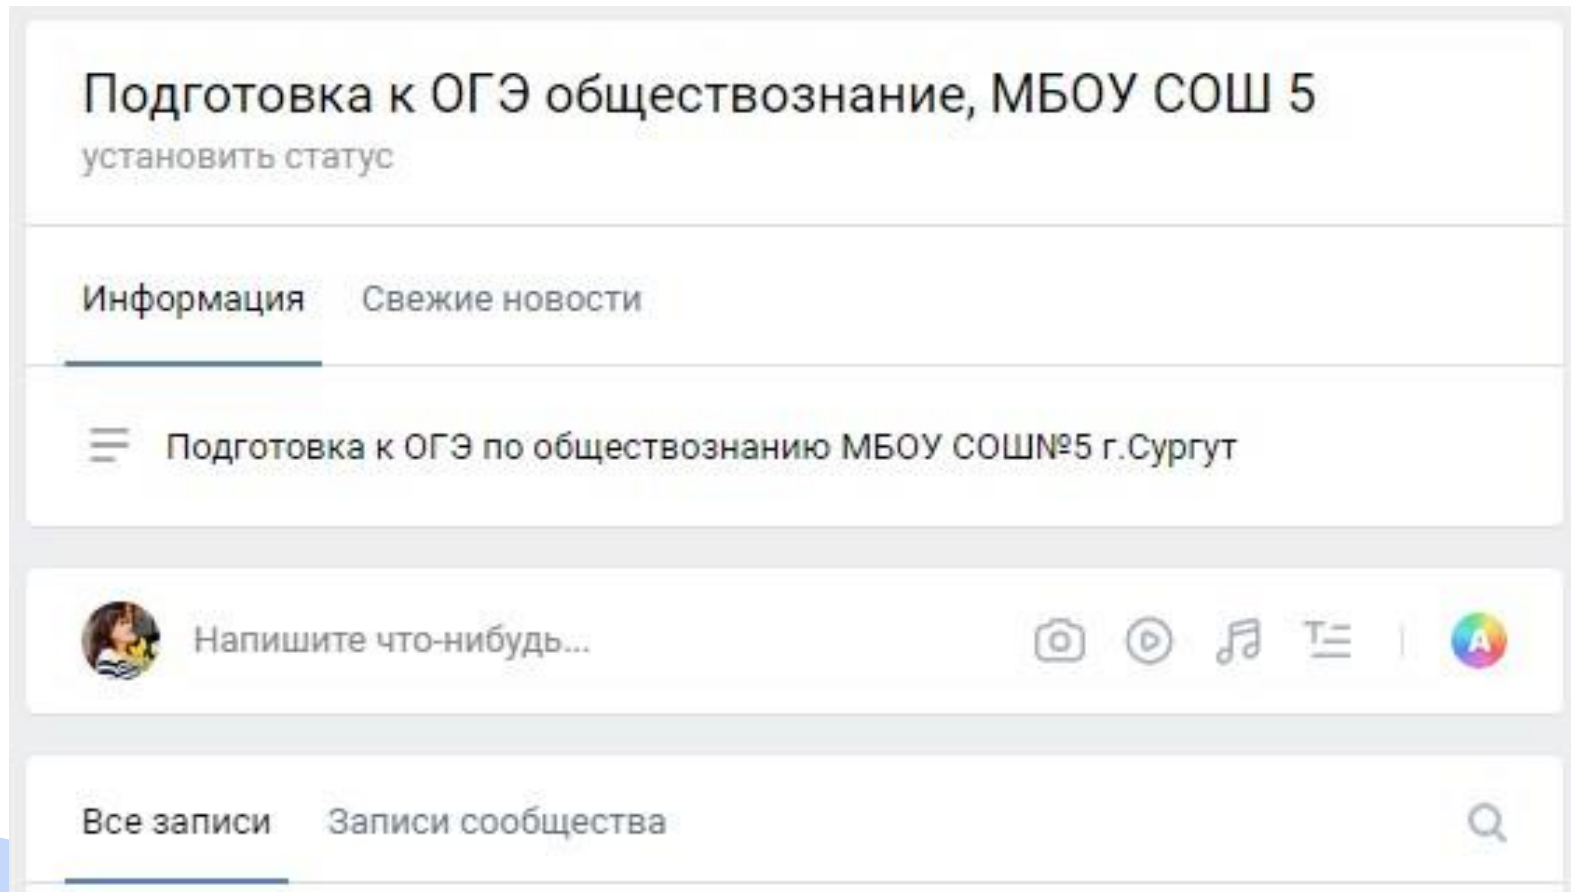 Подготовка к ОГЭ обществознание, МБОУ СОШ 5
установить статус
Информация Свежие новости
Подготовка к ОГЭ по обществознанию МБОУ СОШ№5 г.Сургут
Напишите что-нибудь...
Все записи Записи сообщества